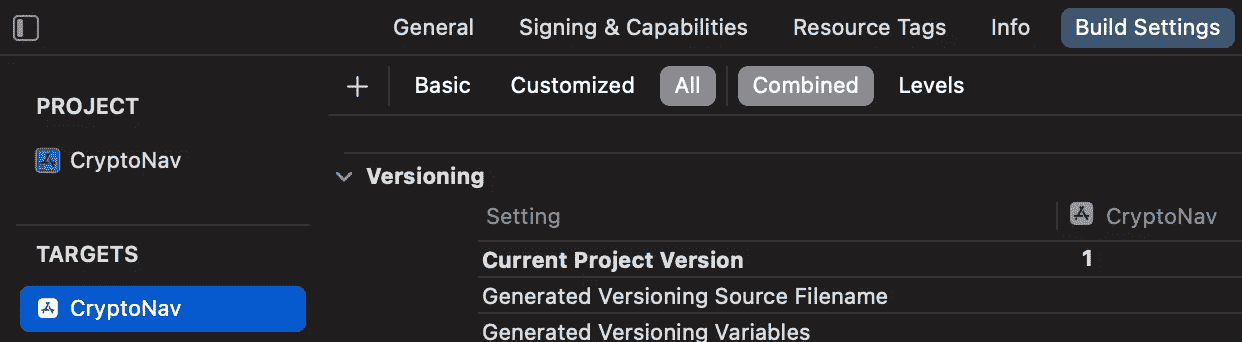 General Signing & Capabilities Resource Tags Info Build Settings
Basic Customized All Combined Levels
PROJECT
CryptoNav
TARGETS
CryptoNav
Versioning
Setting CryptoNav
Current Project Version 1
Generated Versioning Source Filename
Generated Versioning Variables